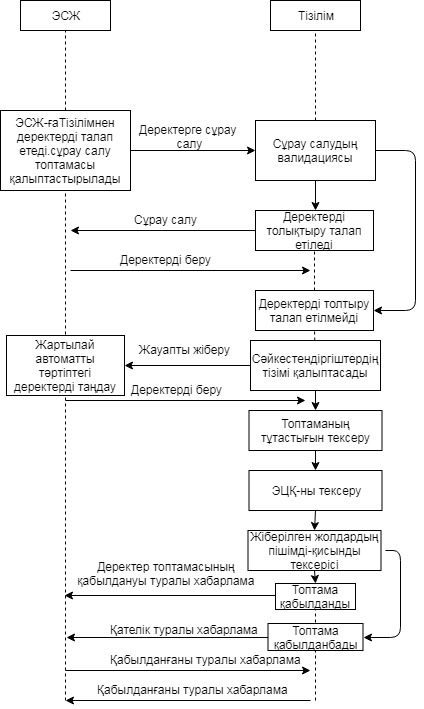 ЭСЖ
Тізілім
ЭСЖ-ғаТізілімнен
деректерді талап
етеді.сұрау салу
топтамасы
қалыптастырылады
Деректерге сұрау
салу
Сұрау салудың
валидациясы
Сұрау салу
Деректерді
толықтыру талап
етіледі
Деректерді беру
Деректерді толтыру
талап етілмейді
Жартылай
автоматты
тәртіптегі
деректерді таңдау
Жауапты жіберу
Сәйкестендіргіштердің
тізімі қалыптасады
Деректерді беру
Топтаманың
тұтастығын тексеру
ЭЦҚ-ны тексеру
Жіберілген жолдардың
пішімді-қисынды
тексерісі
Деректер топтамасының
қабылдануы туралы хабарлама
Топтама
қабылданды
Қателік туралы хабарлама
Топтама
қабылданбады
Қабылданғаны туралы хабарлама
Қабылданғаны туралы хабарлама